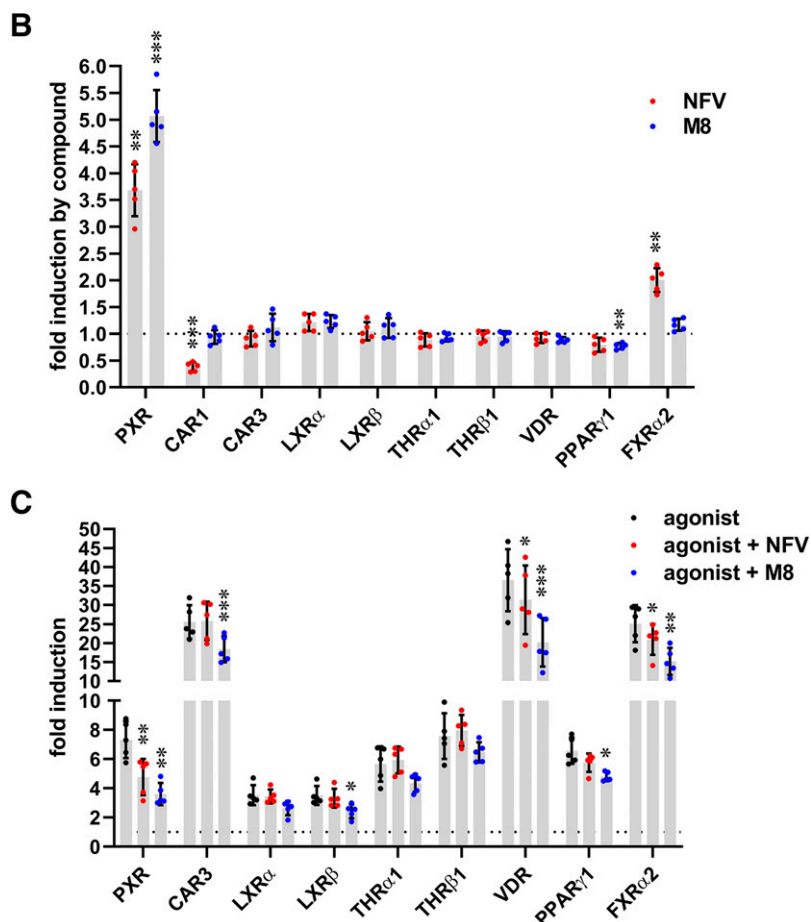 B
fold induction by compound
6.0
5.5
5.0
4.5
4.0
3.5
3.0
2.5
2.0
1.5
1.0
0.5
0.0
**
***
***
**
**
NFV
M8
PXR
CAR1
CAR3
LXRα
LXRβ
THRα1
THRβ1
VDR
PPARγ1
FXRα2
C
fold induction
50
45
40
35
30
25
20
15
10
8
6
4
2
0
**
**
***
*
*
***
*
*
**
agonist
agonist + NFV
agonist + M8
PXR
CAR3
LXRα
LXRβ
THRα1
THRβ1
VDR
PPARγ1
FXRα2